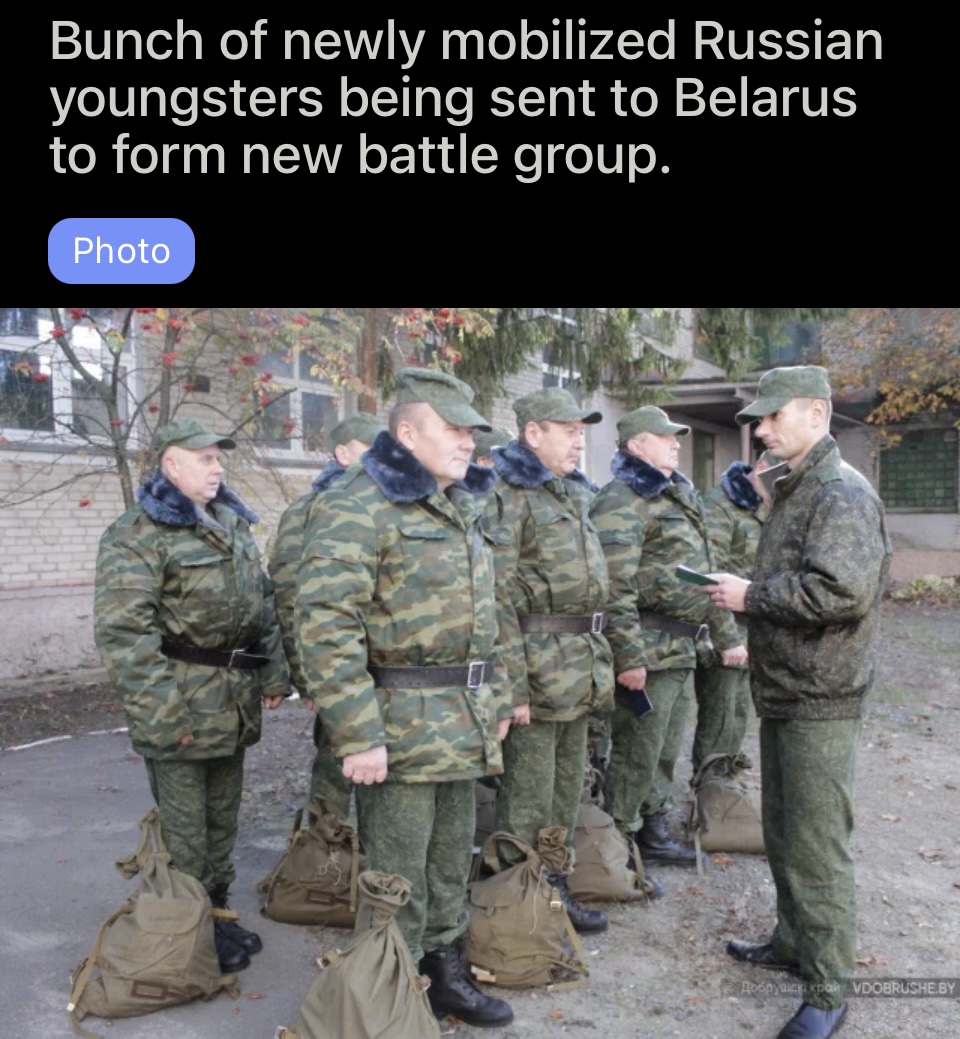 Bunch of newly mobilized Russian
youngsters being sent to Belarus
to form new battle group.
Photo
© Добрушскі край VDOBRUSHE.BY